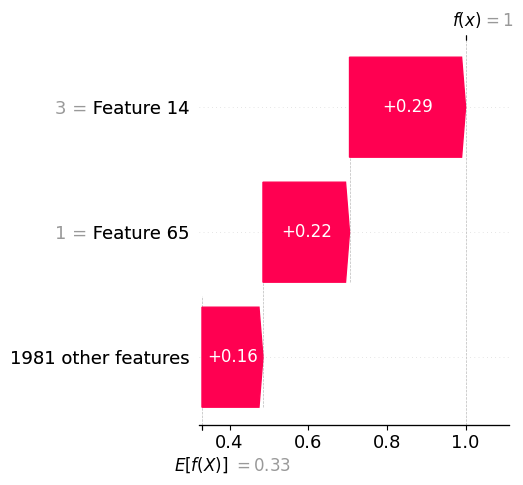 f(x) = 1
3 = Feature 14
+0.29
1 = Feature 65
+0.22
1981 other features
+0.16
0.4 0.6 0.8 1.0
E[f(X)] = 0.33